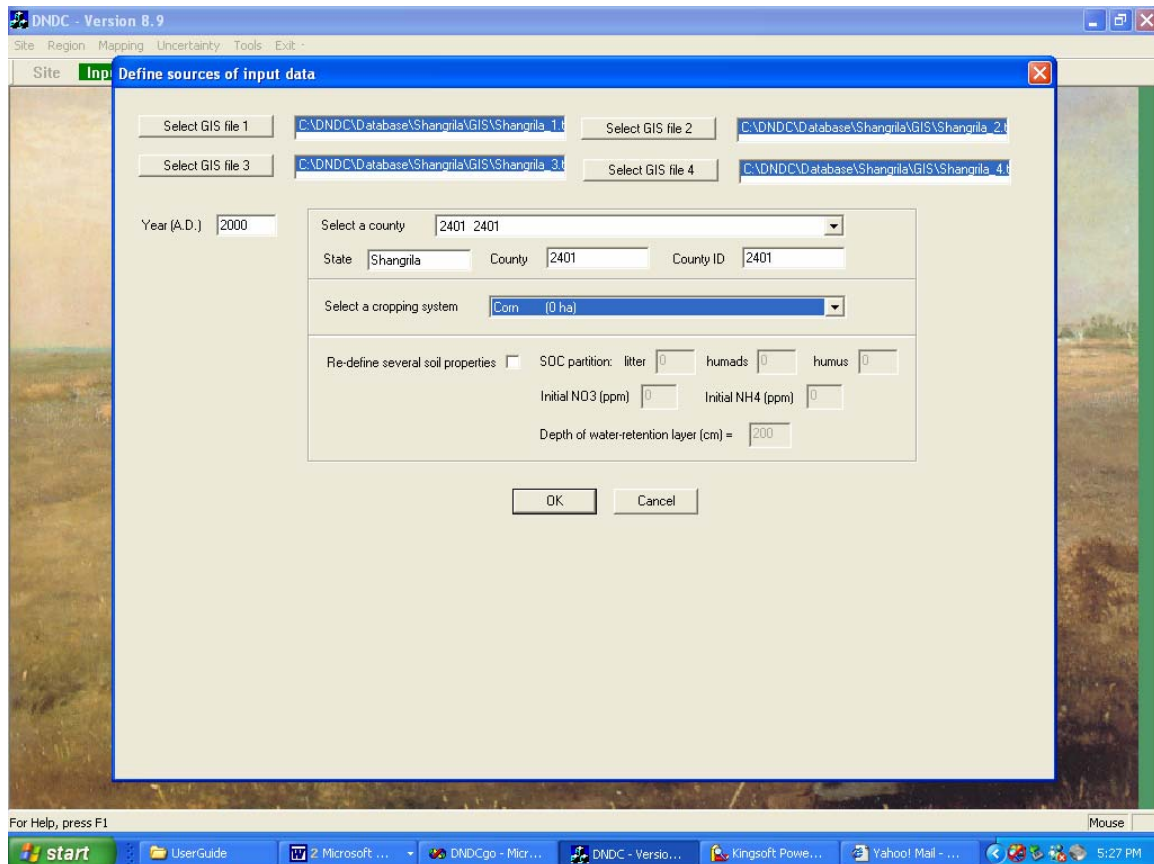 DNDC - Version 8.9
Site Region Mapping Uncertainty Tools Exit
Site Inp
Define sources of input data
Select GIS file 1 C:\DNDC\Database\Shangrila\GIS\Shangrila_1.t Select GIS file 2 C:\DNDC\Database\Shangrila\GIS\Shangrila_2.t
Select GIS file 3 C:\DNDC\Database\Shangrila\GIS\Shangrila_3.t Select GIS file 4 C:\DNDC\Database\Shangrila\GIS\Shangrila_4.t
Year (A.D.) 2000 Select a county 2401 2401
State Shangrila County 2401 County ID 2401
Select a cropping system Corn (0 ha)
Re-define several soil properties SOC partition: litter 0 humads 0 humus 0
Initial NO3 (ppm) 0 Initial NH4 (ppm) 0
Depth of water-retention layer (cm) = 200
OK Cancel
For Help, press F1 Mouse
start UserGuide 2 Microsoft ... DNDCgo - Micr... DNDC - Versio... Kingsoft Powe... Yahoo! Mail - ... 5:27 PM